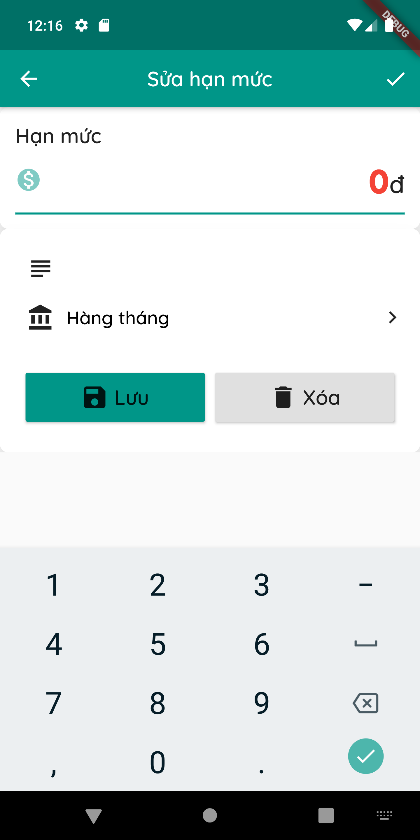 12:16
DEBUG
Sửa hạn mức
Hạn mức
$
0đ
Hàng tháng
Lưu
Xóa
1 2 3 –
4 5 6
7 8 9
, 0 .